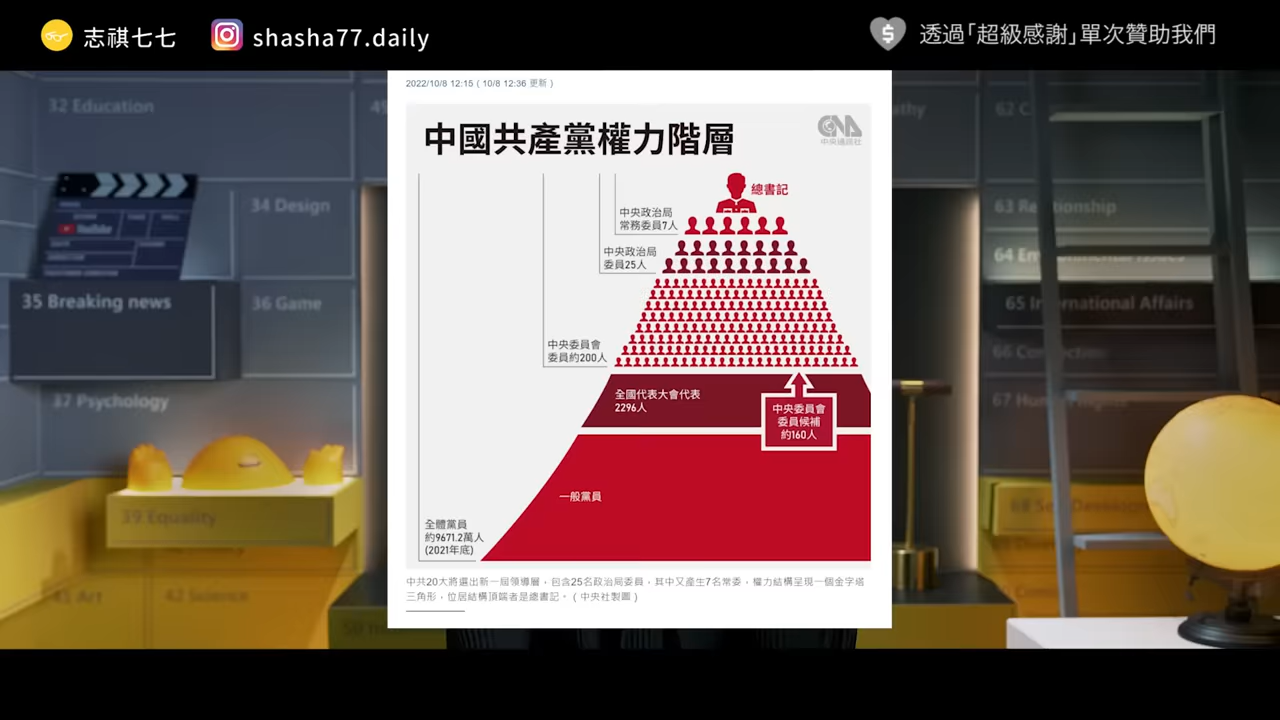 志祺七七
shasha77.daily
透過「超級感謝」單次贊助我們
2022/10/8 12:15（10/8 12:36 更新）
中國共產黨權力階層
CNA
中央通訊社
總書記
中央政治局
常務委員7人
中央政治局
委員25人
中央委員會
委員約200人
全國代表大會代表
2296人
中央委員會
委員候補
約160人
一般黨員
全體黨員
約9671.2萬人
(2021年底)
中共20大將選出新一屆領導層，包含25名政治局委員，其中又產生7名常委，權力結構呈現一個金字塔
三角形，位居結構頂端者是總書記。（中央社製圖）
32 Education
34 Design
YouTube
35 Breaking news
36 Game
37 Psychology
39 Equality
41 Art
42 Science
64 Environmental Issues
65 International Affairs